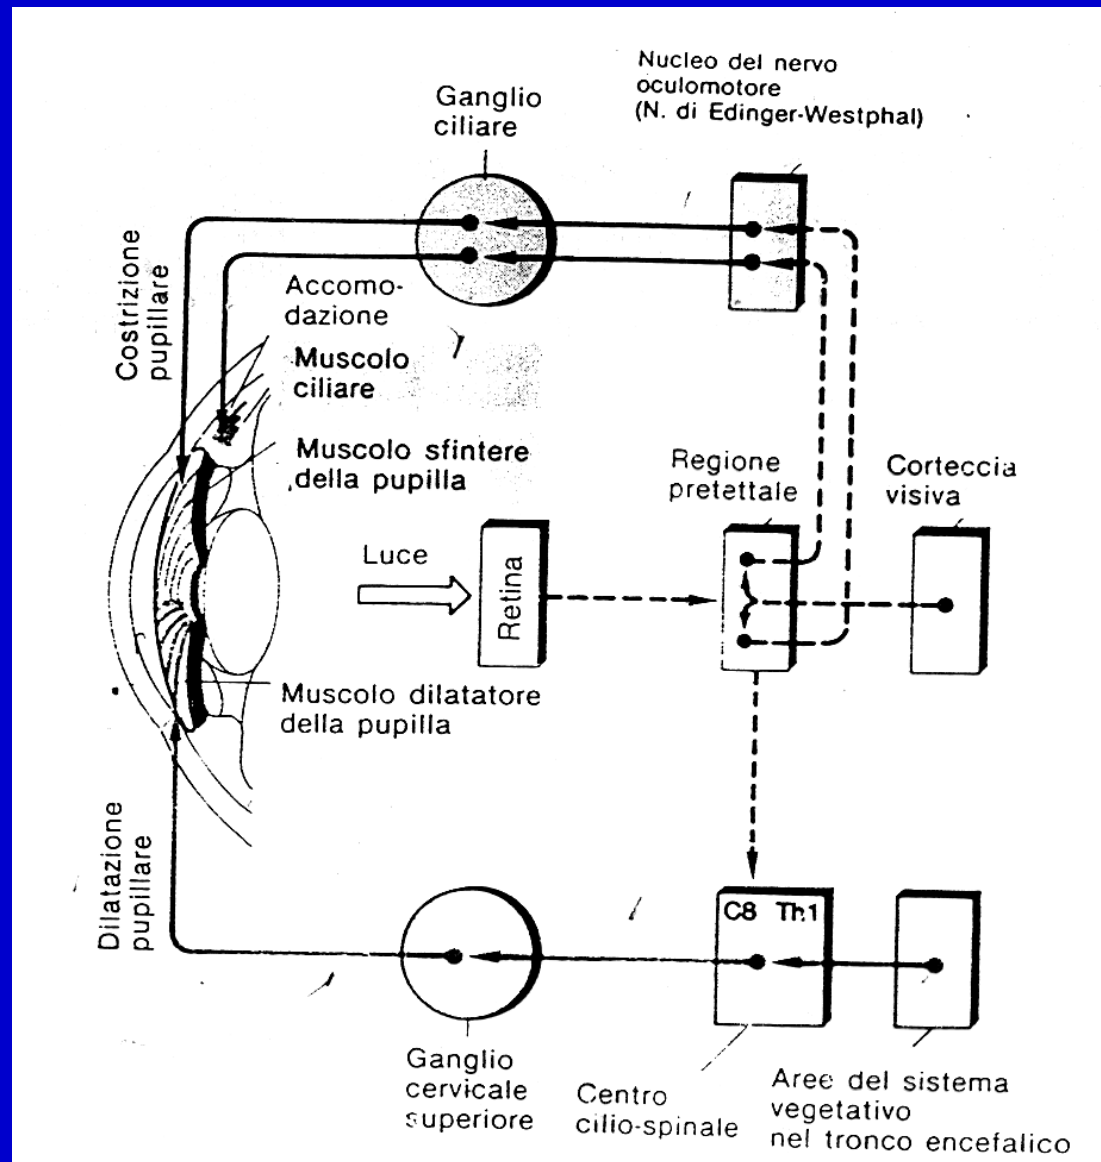 Nucleo del nervo
oculomotore
(N. di Edinger-Westphal)
Ganglio
ciliare
Costrizione
pupillare
Accomo-
dazione
Muscolo
ciliare
Muscolo sfintere
della pupilla
Regione
pretettale
Corteccia
visiva
Luce
Retina
Muscolo dilatatore
della pupilla
Dilatazione
pupillare
C8 Th1
Ganglio
cervicale
superiore
Centro
cilio-spinale
Aree del sistema
vegetativo
nel tronco encefalico